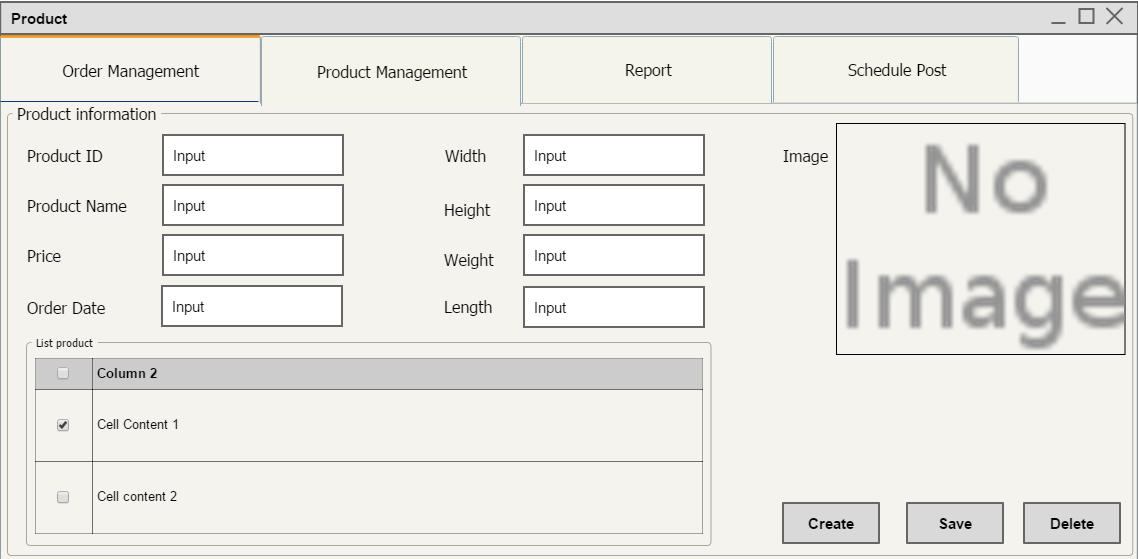 Product
Order Management Product Management Report Schedule Post
Product information
Product ID Input Width Input Image
Product Name Input Height Input
Price Input Weight Input
Order Date Input Length Input
No
Image
List product
Column 2
Cell Content 1
Cell content 2
Create Save Delete